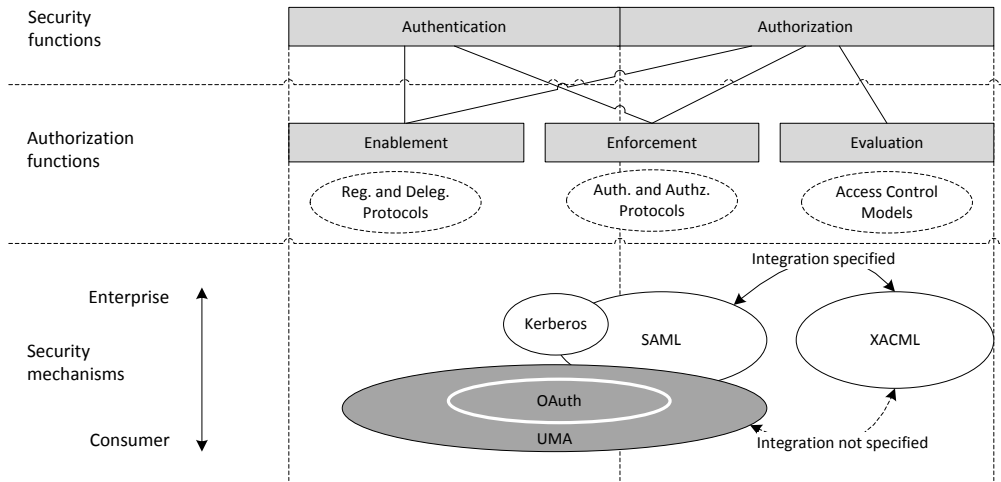 Security
functions
Authentication
Authorization
Authorization
functions
Enablement
Enforcement
Evaluation
Reg. and Deleg.
Protocols
Auth. and Authz.
Protocols
Access Control
Models
Integration specified
Enterprise
Kerberos
SAML
XACML
Security
mechanisms
OAuth
UMA
Consumer
Integration not specified